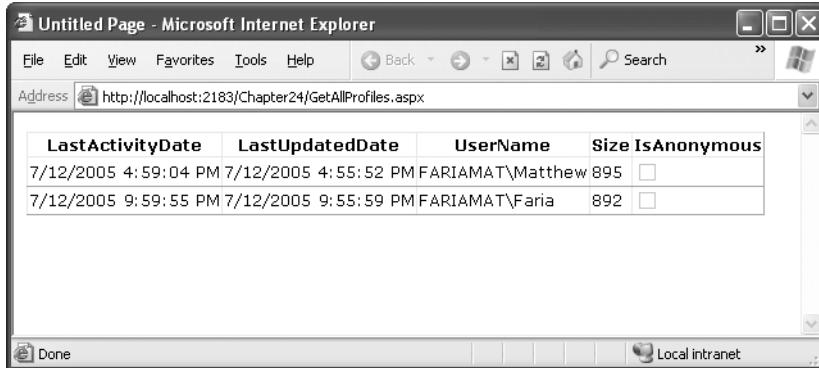 Untitled Page - Microsoft Internet Explorer
File Edit View Favorites Tools Help Back Search »
Address http://localhost:2183/Chapter24/GetAllProfiles.aspx
LastActivityDate LastUpdatedDate UserName Size IsAnonymous
7/12/2005 4:59:04 PM 7/12/2005 4:55:52 PM FARIAMAT\Matthew 895
7/12/2005 9:59:55 PM 7/12/2005 9:55:59 PM FARIAMAT\Faria 892
Done Local intranet